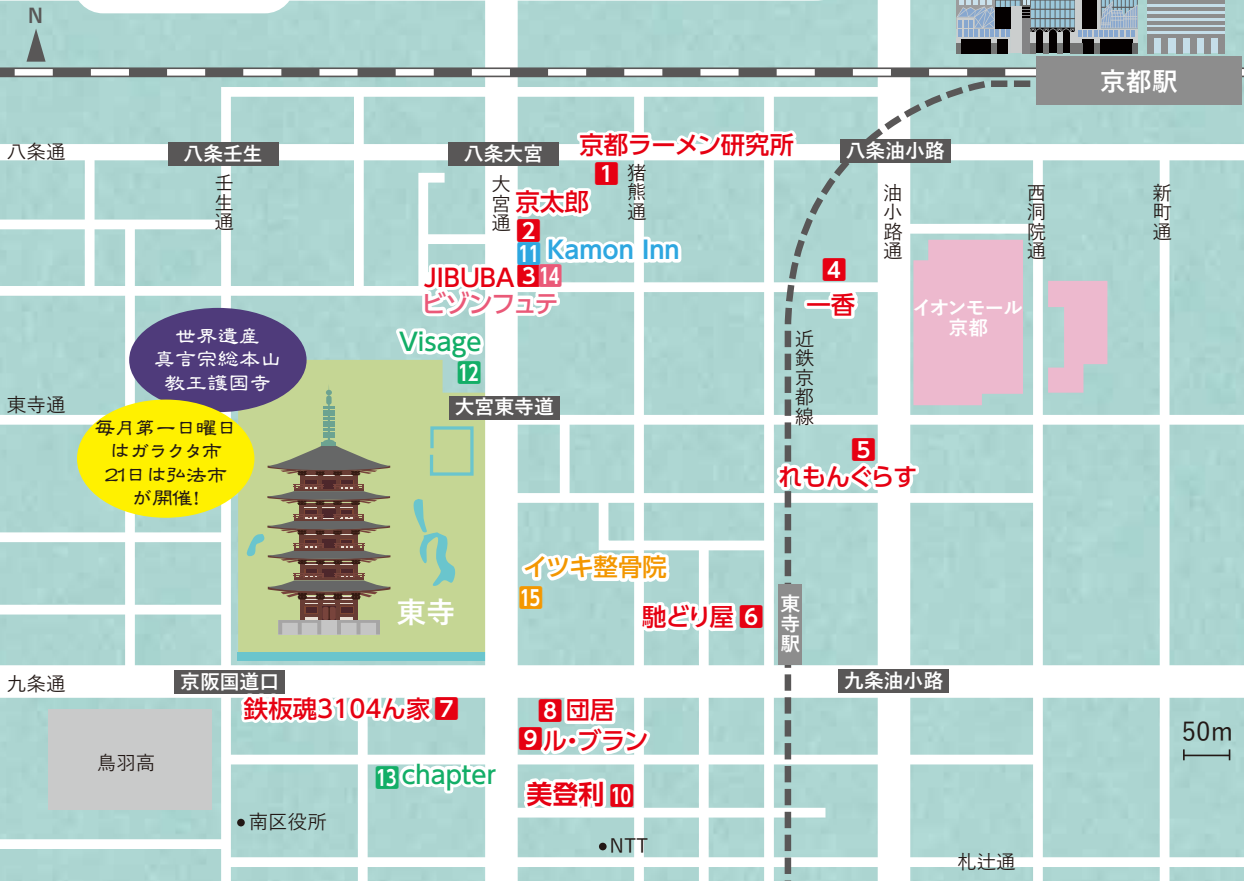 N
京都駅
八条通
八条壬生
八条大宮
京都ラーメン研究所
1
八条油小路
壬生通
大宮通
猪熊通
油小路通
西洞院通
新町通
京太郎
2
11 Kamon Inn
JIBUBA 3 14
ビゾンフュテ
4
一香
イオンモール
京都
世界遺産
真言宗総本山
教王護国寺
Visage
12
近鉄京都線
東寺通
大宮東寺道
毎月第一日曜日
はガラクタ市
21日は弘法市
が開催!
5
れもんぐらす
イツキ整骨院
15
東寺
馳どり屋 6
東寺駅
九条通
京阪国道口
九条油小路
鉄板魂3104ん家 7
8 団居
9 ル・ブラン
50m
鳥羽高
13 chapter
美登利 10
●南区役所
●NTT
札辻通